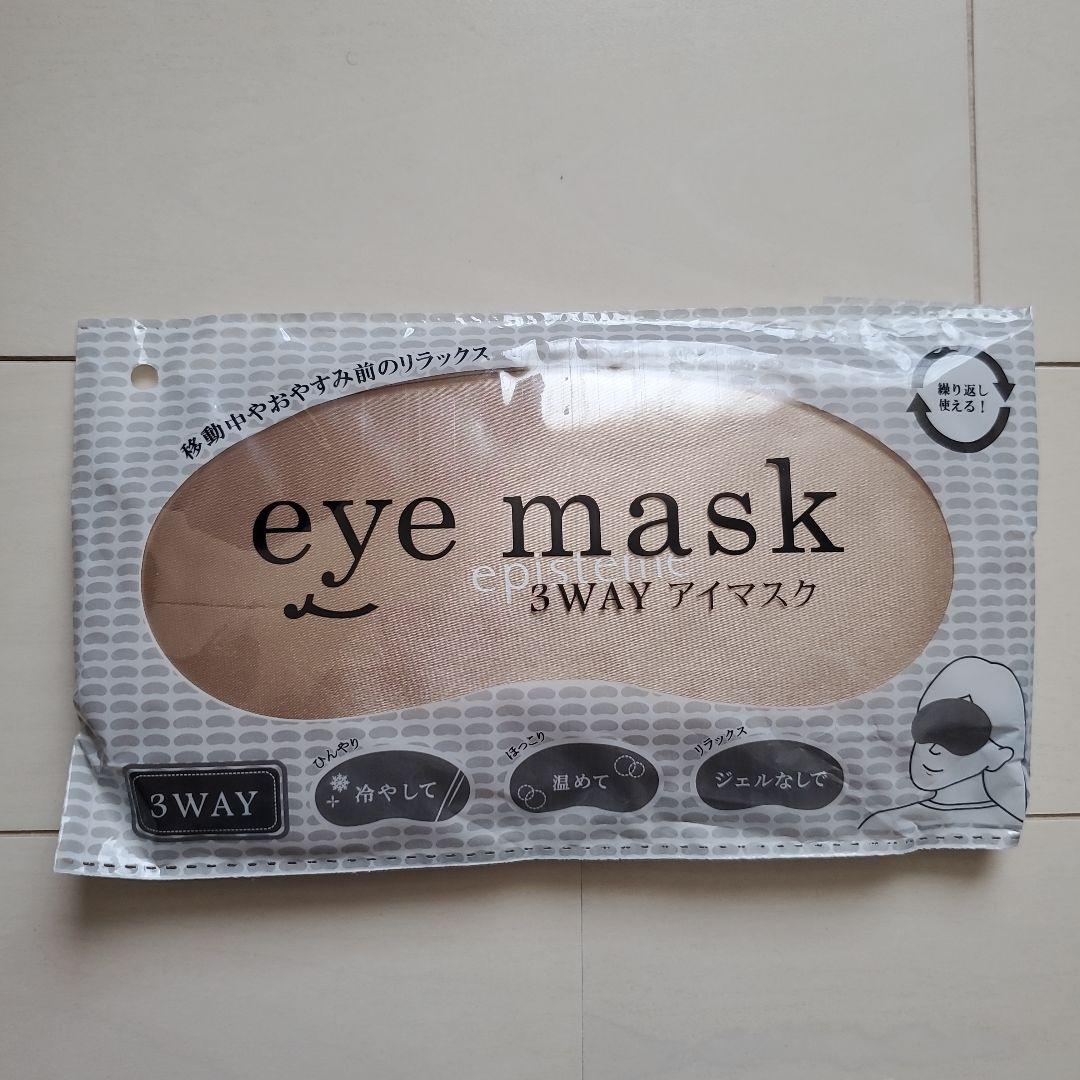 移動中やおやすみ前のリラックス
繰り返し
使える！
eye mask
episteme
3WAY アイマスク
3WAY
ひんやり
冷やして
ほっこり
温めて
リラックス
ジェルなしで